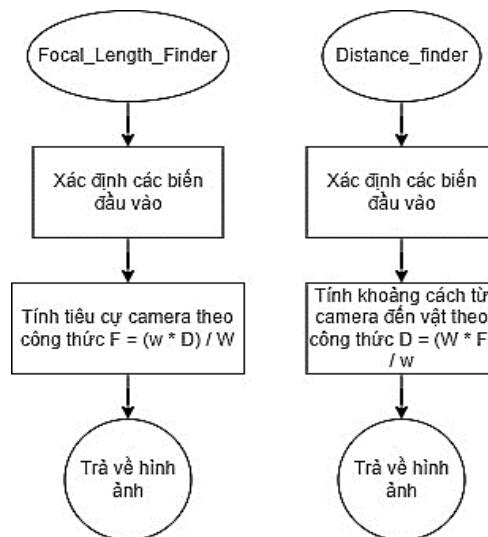 Focal_Length_Finder
Xác định các biến
đầu vào
Tính tiêu cự camera theo
công thức F = (w * D) / W
Trả về hình
ảnh
Distance_finder
Xác định các biến
đầu vào
Tính khoảng cách từ
camera đến vật theo
công thức D = (W * F)
/ w
Trả về hình
ảnh